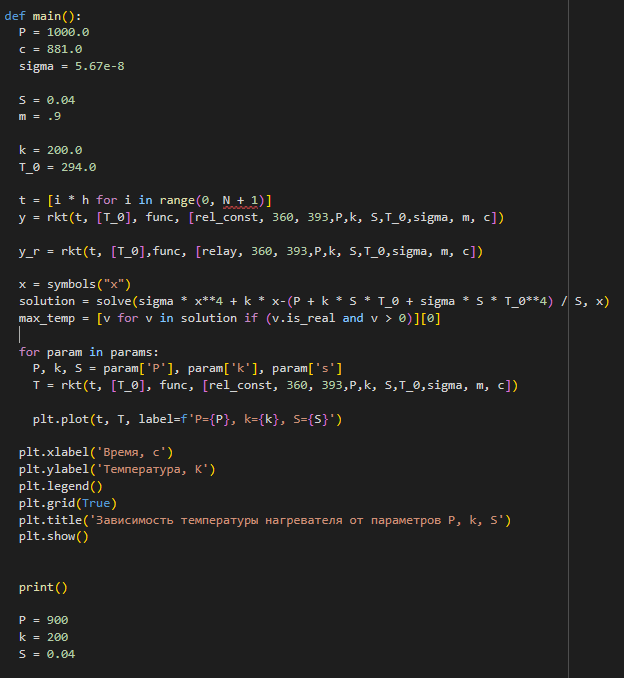 def main():
  P = 1000.0
  c = 881.0
  sigma = 5.67e-8

  S = 0.04
  m = .9

  k = 200.0
  T_0 = 294.0

  t = [i * h for i in range(0, N + 1)]
  y = rkt(t, [T_0], func, [rel_const, 360, 393,P,k, S,T_0,sigma, m, c])

  y_r = rkt(t, [T_0],func, [relay, 360, 393,P,k, S,T_0,sigma, m, c])

  x = symbols("x")
  solution = solve(sigma * x**4 + k * x-(P + k * S * T_0 + sigma * S * T_0**4) / S, x)
  max_temp = [v for v in solution if (v.is_real and v > 0)][0]

  for param in params:
    P, k, S = param['P'], param['k'], param['s']
    T = rkt(t, [T_0], func, [rel_const, 360, 393,P,k, S,T_0,sigma, m, c])

    plt.plot(t, T, label=f'P={P}, k={k}, S={S}')

  plt.xlabel('Время, с')
  plt.ylabel('Температура, К')
  plt.legend()
  plt.grid(True)
  plt.title('Зависимость температуры нагревателя от параметров P, k, S')
  plt.show()


  print()

  P = 900
  k = 200
  S = 0.04